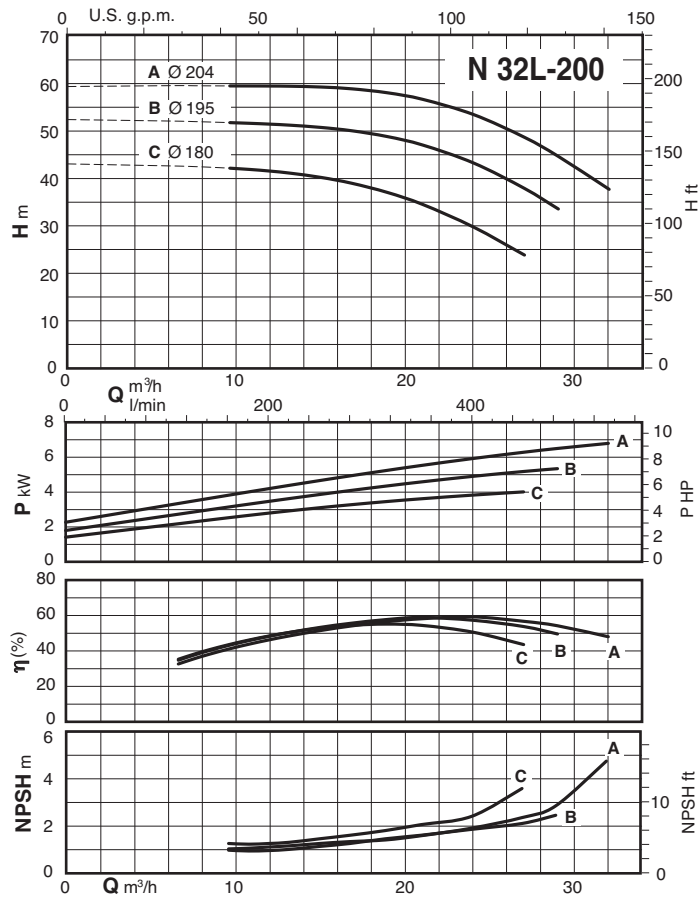 0 U.S. g.p.m. 50 100 150
N 32L-200
A Ø 204
B Ø 195
C Ø 180
H m
70
60
50
40
30
20
10
0
H ft
200
150
100
50
0
0 10 20 30
Q m³/h
l/min
0 200 400
P kW
8
6
4
2
0
P HP
10
8
6
4
2
0
A
B
C
η (%)
80
60
40
20
0
C B A
NPSH m
6
4
2
0
NPSH ft
10
0
A
C
B
0 Q m³/h 10 20 30